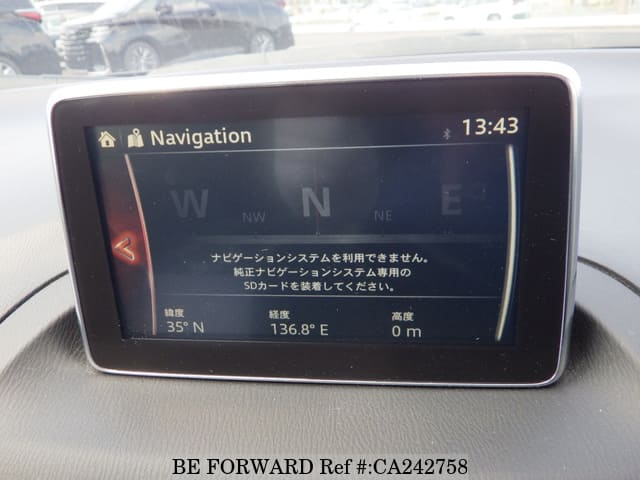 Navigation
13:43
W NW N NE E
ナビゲーションシステムを利用できません。
純正ナビゲーションシステム専用の
SDカードを装着してください。
緯度 経度 高度
35° N 136.8° E 0 m
BE FORWARD Ref #:CA242758